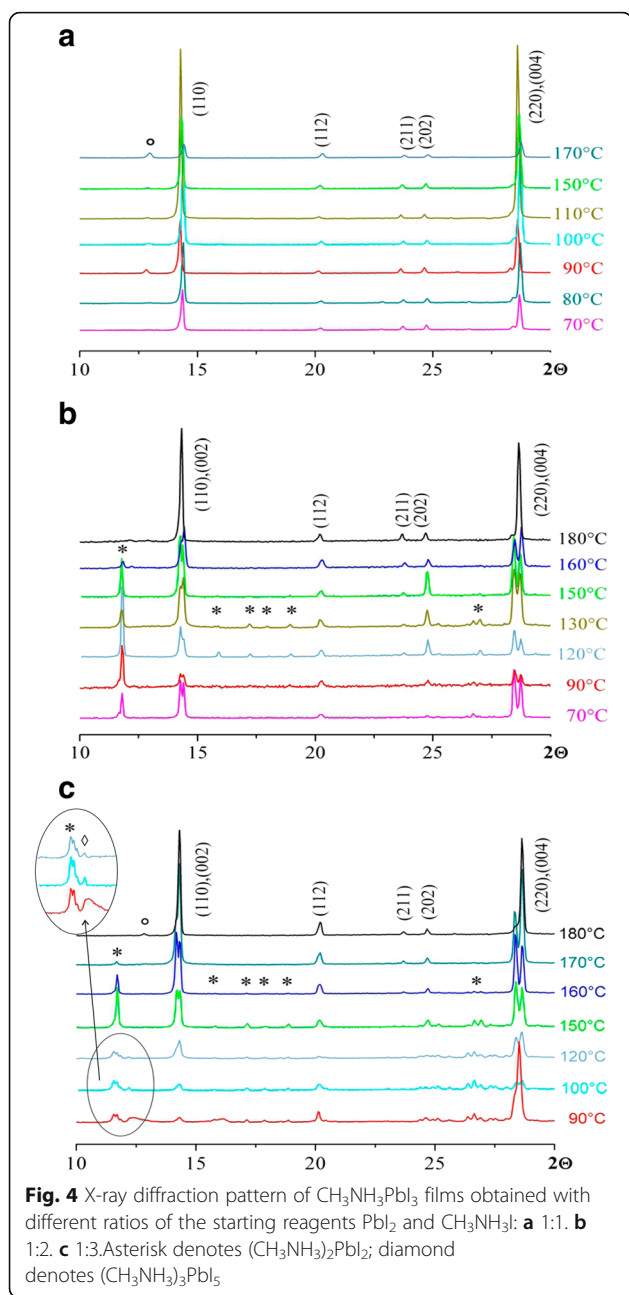 a
(110)
(112)
(211)
(202)
(220),(004)
°
170°C
150°C
110°C
100°C
90°C
80°C
70°C
10 15 20 25 2Θ
b
(110),(002)
(112)
(211)
(202)
(220),(004)
*
* * * * *
180°C
160°C
150°C
130°C
120°C
90°C
70°C
10 15 20 25 2Θ
c
* ◊
(110),(002)
(112)
(211)
(202)
(220),(004)
°
*
* * * * *
180°C
170°C
160°C
150°C
120°C
100°C
90°C
10 15 20 25 2Θ
Fig. 4 X-ray diffraction pattern of CH₃NH₃PbI₃ films obtained with
different ratios of the starting reagents PbI₂ and CH₃NH₃I: a 1:1. b
1:2. c 1:3.Asterisk denotes (CH₃NH₃)₂PbI₂; diamond
denotes (CH₃NH₃)₃PbI₅